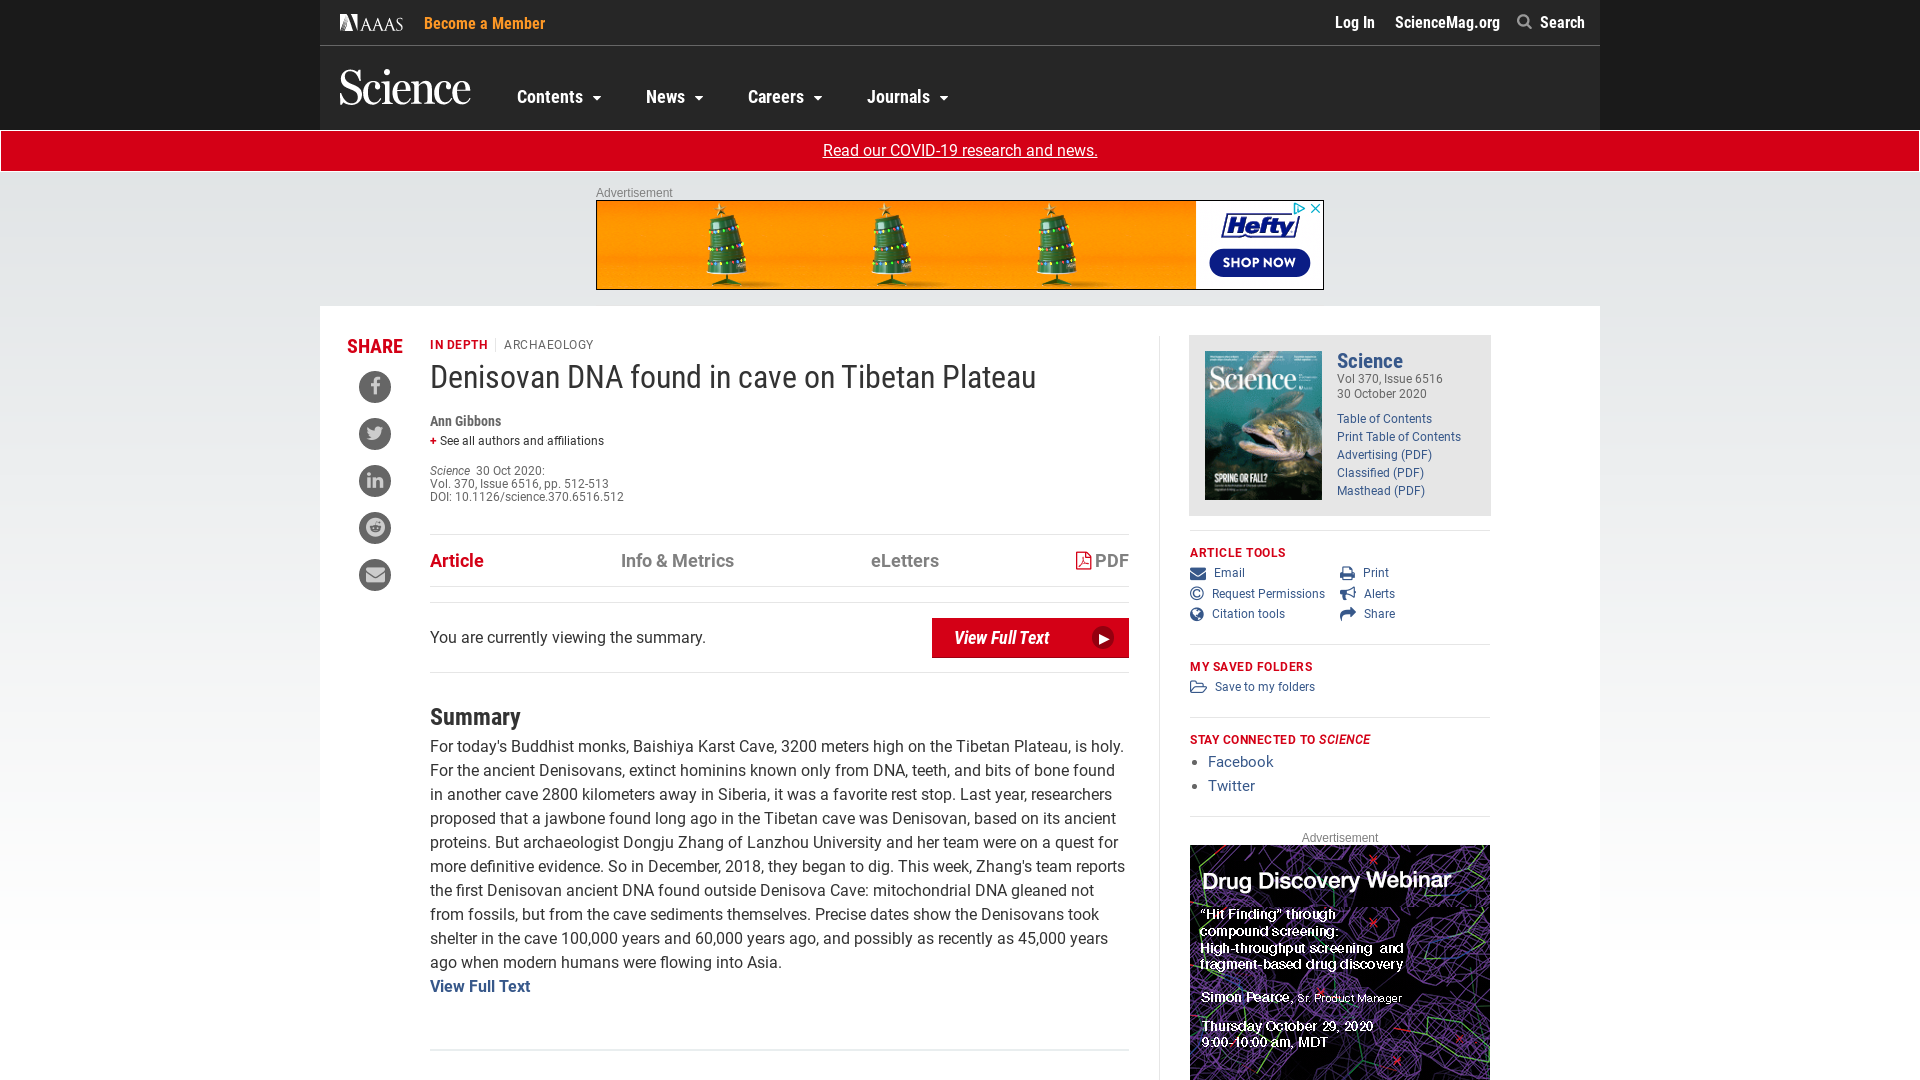 AAAS
Become a Member
Log In
ScienceMag.org
Search
Science
Contents
News
Careers
Journals
Read our COVID-19 research and news.
Advertisement
Hefty
SHOP NOW
SHARE
IN DEPTH
ARCHAEOLOGY
Denisovan DNA found in cave on Tibetan Plateau
Ann Gibbons
+ See all authors and affiliations
Science 30 Oct 2020:
Vol. 370, Issue 6516, pp. 512-513
DOI: 10.1126/science.370.6516.512
Article
Info & Metrics
eLetters
PDF
You are currently viewing the summary.
View Full Text
Summary
For today's Buddhist monks, Baishiya Karst Cave, 3200 meters high on the Tibetan Plateau, is holy.
For the ancient Denisovans, extinct hominins known only from DNA, teeth, and bits of bone found
in another cave 2800 kilometers away in Siberia, it was a favorite rest stop. Last year, researchers
proposed that a jawbone found long ago in the Tibetan cave was Denisovan, based on its ancient
proteins. But archaeologist Dongju Zhang of Lanzhou University and her team were on a quest for
more definitive evidence. So in December, 2018, they began to dig. This week, Zhang's team reports
the first Denisovan ancient DNA found outside Denisova Cave: mitochondrial DNA gleaned not
from fossils, but from the cave sediments themselves. Precise dates show the Denisovans took
shelter in the cave 100,000 years and 60,000 years ago, and possibly as recently as 45,000 years
ago when modern humans were flowing into Asia.
View Full Text
Science
SPRING OR FALL?
Science
Vol 370, Issue 6516
30 October 2020
Table of Contents
Print Table of Contents
Advertising (PDF)
Classified (PDF)
Masthead (PDF)
ARTICLE TOOLS
Email
Print
Request Permissions
Alerts
Citation tools
Share
MY SAVED FOLDERS
Save to my folders
STAY CONNECTED TO SCIENCE
Facebook
Twitter
Advertisement
Drug Discovery Webinar
“Hit Finding” through
compound screening:
High-throughput screening and
fragment-based drug discovery
Simon Pearce, Sr. Product Manager
Thursday October 29, 2020
9:00-10:00 am, MDT